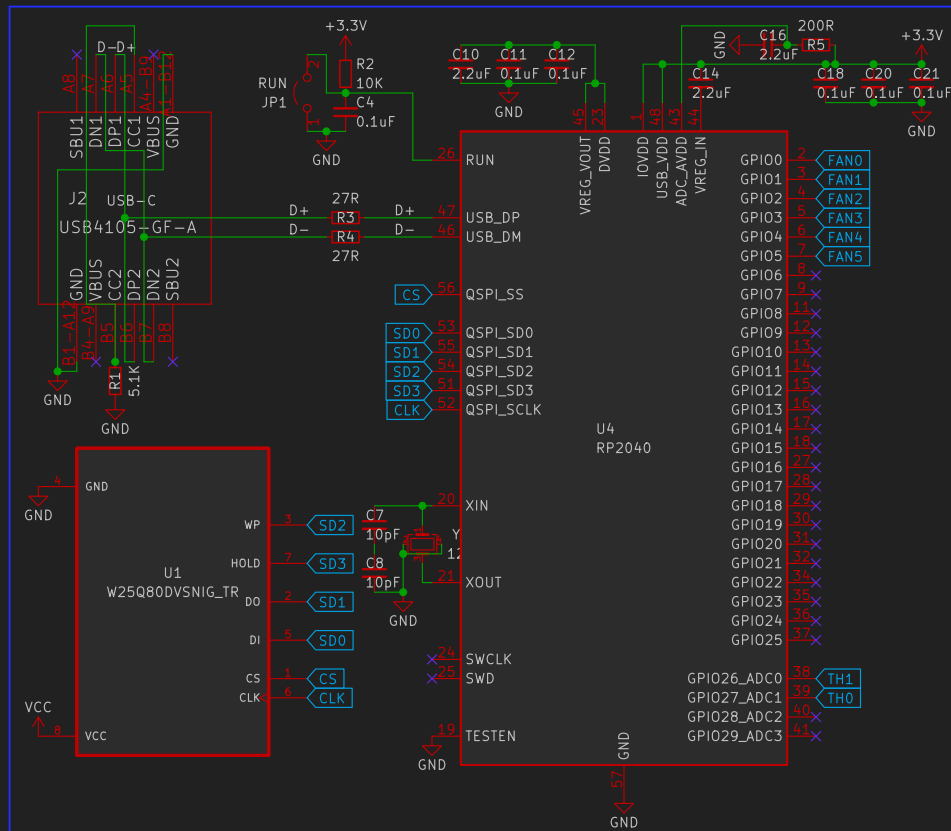 D-D+
A8
A7
A6
A5
A4-B9
SBU1
DN1
DP1
CC1
VBUS
GND
J2
USB-C
USB4105-GF-A
GND
VBUS
CC2
DP2
DN2
SBU2
B1-A12
B4-A9
B5
B6
B7
B8
GND
R1
5.1K
GND
+3.3V
RUN
JP1
2
1
R2
10K
C4
0.1uF
GND
D+
D-
27R
R3
R4
27R
D+
D-
C10
2.2uF
C11
0.1uF
C12
0.1uF
GND
GND
C16
2.2uF
200R
R5
+3.3V
C14
2.2uF
C18
0.1uF
C20
0.1uF
C21
0.1uF
GND
45
23
1
48
43
44
VREG_VOUT
DVDD
IOVDD
USB_VDD
ADC_AVDD
VREG_IN
26 RUN
47 USB_DP
46 USB_DM
CS 56 QSPI_SS
SD0 53 QSPI_SD0
SD1 55 QSPI_SD1
SD2 54 QSPI_SD2
SD3 51 QSPI_SD3
CLK 52 QSPI_SCLK
20 XIN
21 XOUT
24 SWCLK
25 SWD
19 TESTEN
GND
C7
10pF
C8
10pF
Y
12
1
GND
U4
RP2040
GPIO0 2 FAN0
GPIO1 3 FAN1
GPIO2 4 FAN2
GPIO3 5 FAN3
GPIO4 6 FAN4
GPIO5 7 FAN5
GPIO6 8
GPIO7 9
GPIO8 11
GPIO9 12
GPIO10 13
GPIO11 14
GPIO12 15
GPIO13 16
GPIO14 17
GPIO15 18
GPIO16 27
GPIO17 28
GPIO18 29
GPIO19 30
GPIO20 31
GPIO21 32
GPIO22 34
GPIO23 35
GPIO24 36
GPIO25 37
GPIO26_ADC0 38 TH1
GPIO27_ADC1 39 TH0
GPIO28_ADC2 40
GPIO29_ADC3 41
GND
57
GND
4 GND
GND
U1
W25Q80DVSNIG_TR
WP 3 SD2
HOLD 7 SD3
DO 2 SD1
DI 5 SD0
CS 1 CS
CLK 6 CLK
VCC
8 VCC